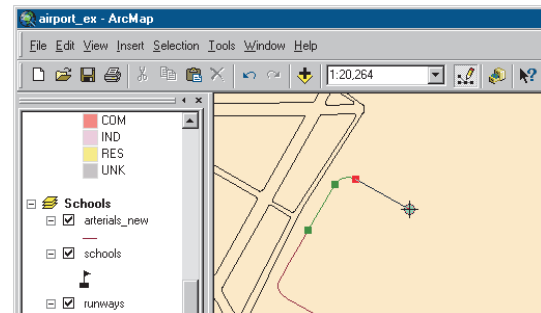 airport_ex - ArcMap
File Edit View Insert Selection Tools Window Help
1:20,264
COM
IND
RES
UNK
Schools
arterials_new
schools
runways